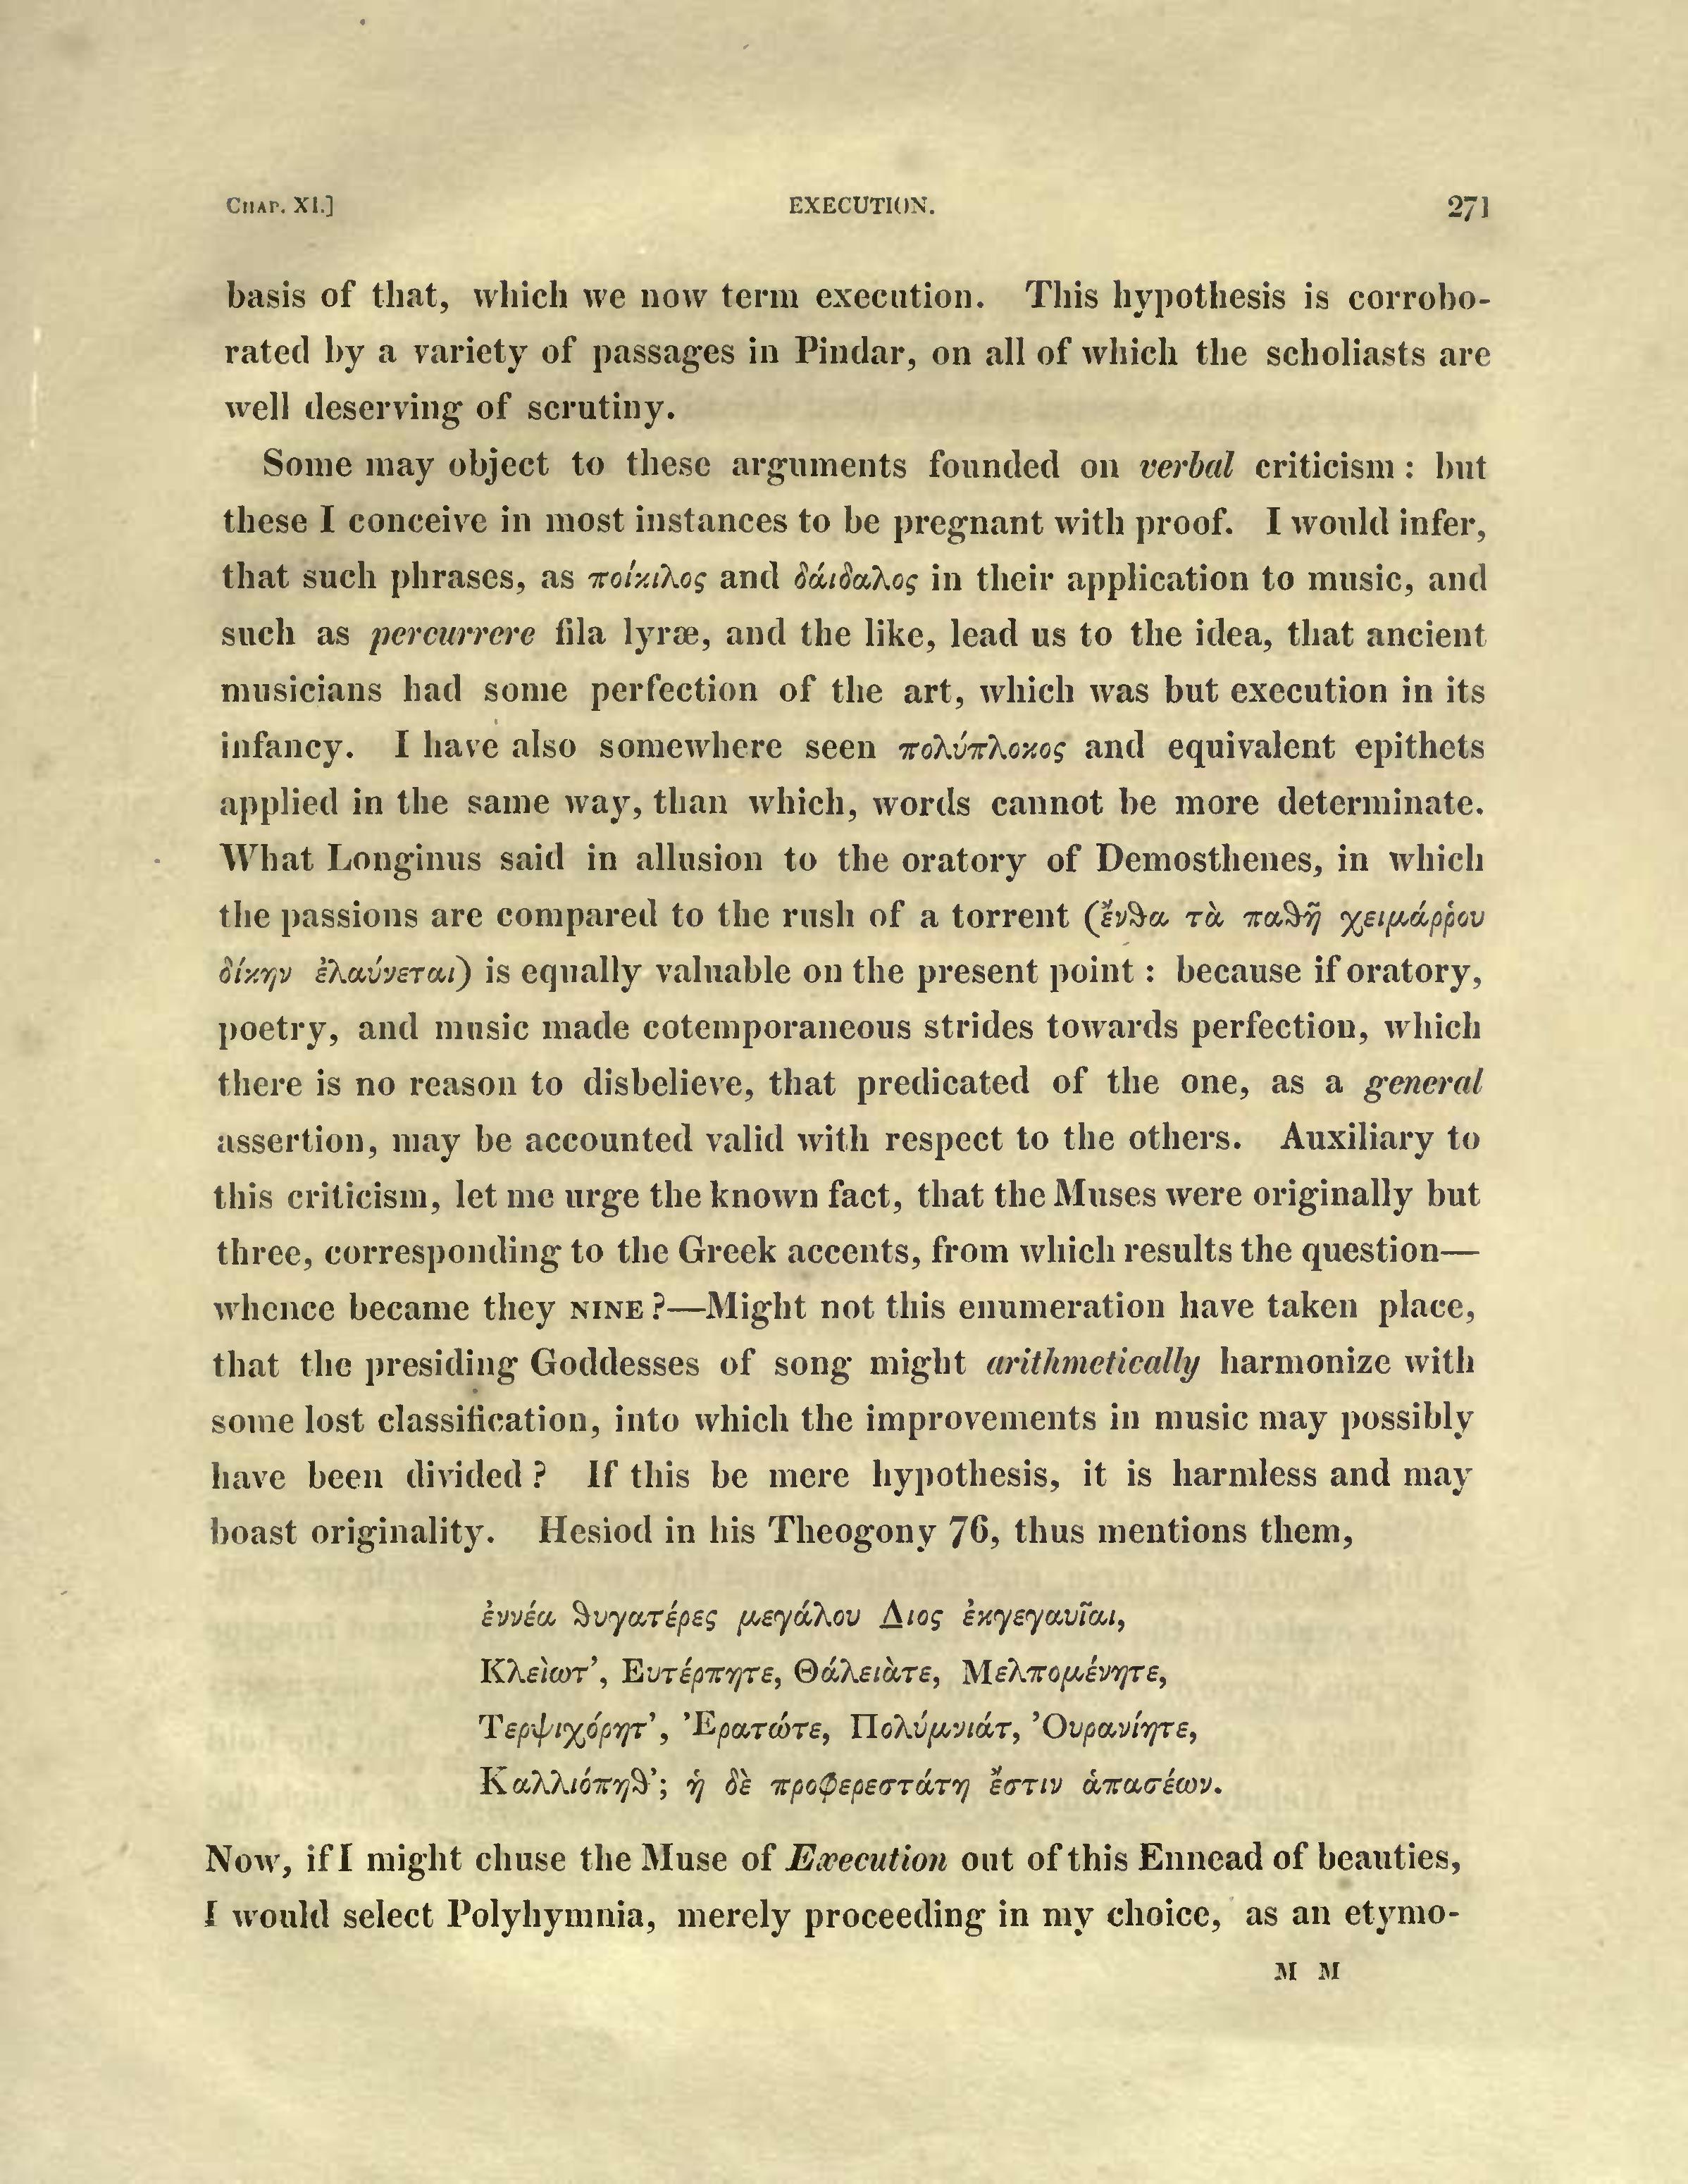 CHAP. XI.] EXECUTION. 271
basis of that, which we now term execution. This hypothesis is corrobo-
rated by a variety of passages in Pindar, on all of which the scholiasts are
well deserving of scrutiny.
Some may object to these arguments founded on verbal criticism: but
these I conceive in most instances to be pregnant with proof. I would infer,
that such phrases, as ποίκιλος and δάιδαλος in their application to music, and
such as percurrere fila lyræ, and the like, lead us to the idea, that ancient
musicians had some perfection of the art, which was but execution in its
infancy. I have also somewhere seen πολύπλοκος and equivalent epithets
applied in the same way, than which, words cannot be more determinate.
What Longinus said in allusion to the oratory of Demosthenes, in which
the passions are compared to the rush of a torrent (ἔνθα τὰ παθῆ χειμάῤῥου
δίκην ἐλαύνεται) is equally valuable on the present point: because if oratory,
poetry, and music made cotemporaneous strides towards perfection, which
there is no reason to disbelieve, that predicated of the one, as a general
assertion, may be accounted valid with respect to the others. Auxiliary to
this criticism, let me urge the known fact, that the Muses were originally but
three, corresponding to the Greek accents, from which results the question—
whence became they NINE?—Might not this enumeration have taken place,
that the presiding Goddesses of song might arithmetically harmonize with
some lost classification, into which the improvements in music may possibly
have been divided? If this be mere hypothesis, it is harmless and may
boast originality. Hesiod in his Theogony 76, thus mentions them,
ἐννέα θυγατέρες μεγάλου Διος ἐκγεγαυῖαι,
Κλεὶωτ’, Ευτέρπητε, Θάλειὰτε, Μελπομένητε,
Τερψιχόρητ’, Ἐρατώτε, Πολύμνιάτ, Ὀυρανίητε,
Καλλιόπηθ’; ἡ δὲ προφερεστάτη ἔστιν ἁπασέων.
Now, if I might chuse the Muse of Execution out of this Ennead of beauties,
I would select Polyhymnia, merely proceeding in my choice, as an etymo-
M M